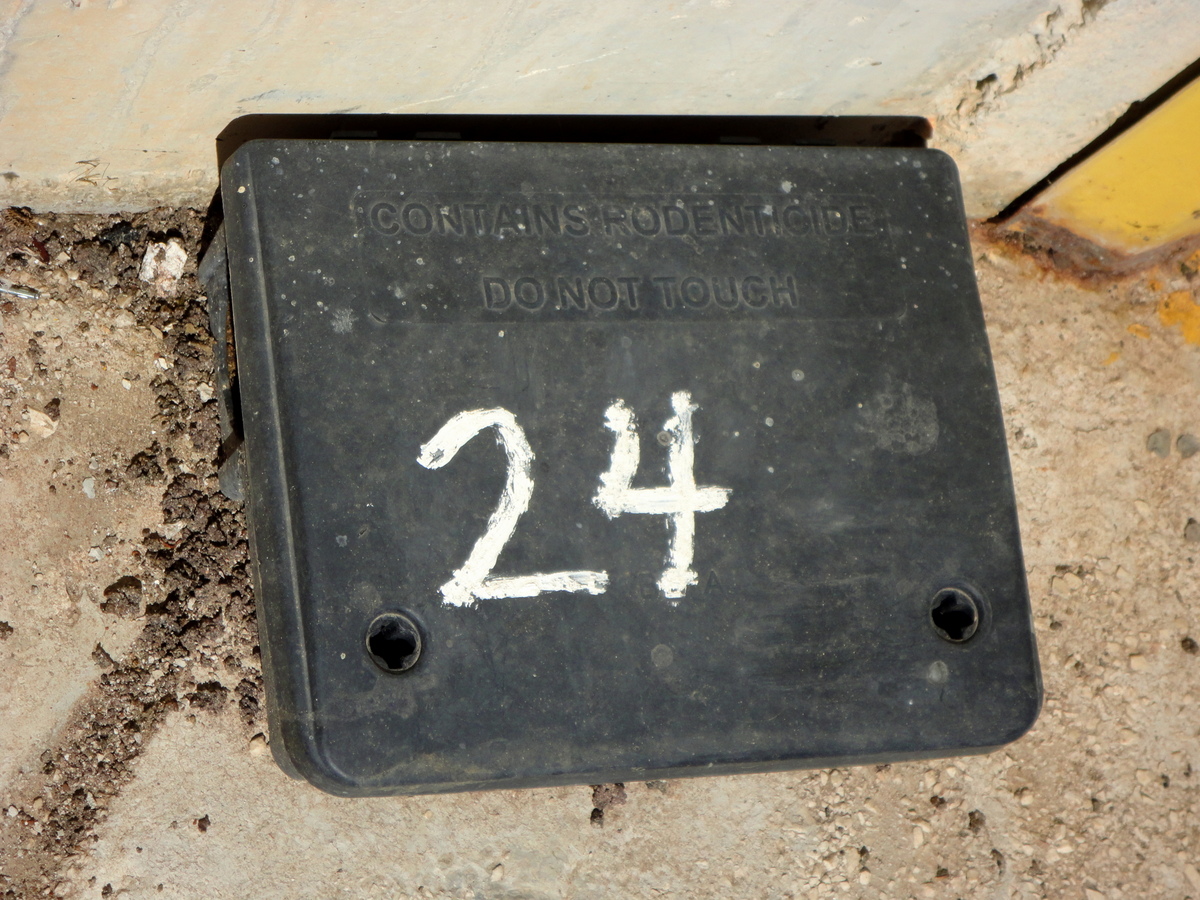 CONTAINS RODENTICIDE
DO NOT TOUCH
24